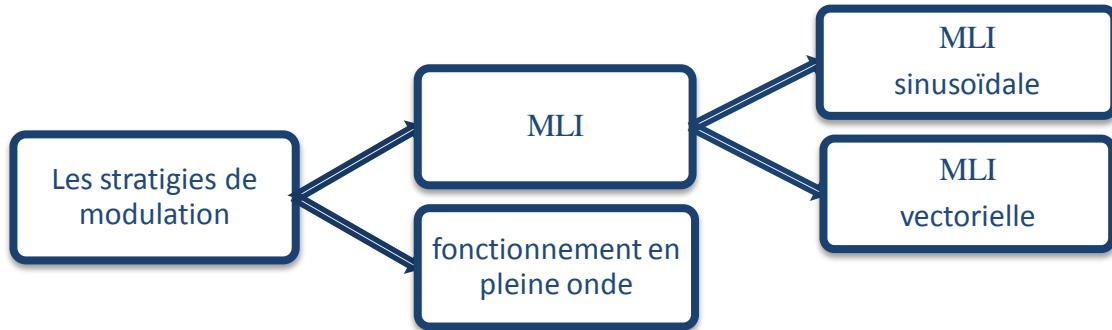 Les stratigies de
modulation
MLI
fonctionnement en
pleine onde
MLI
sinusoïdale
MLI
vectorielle